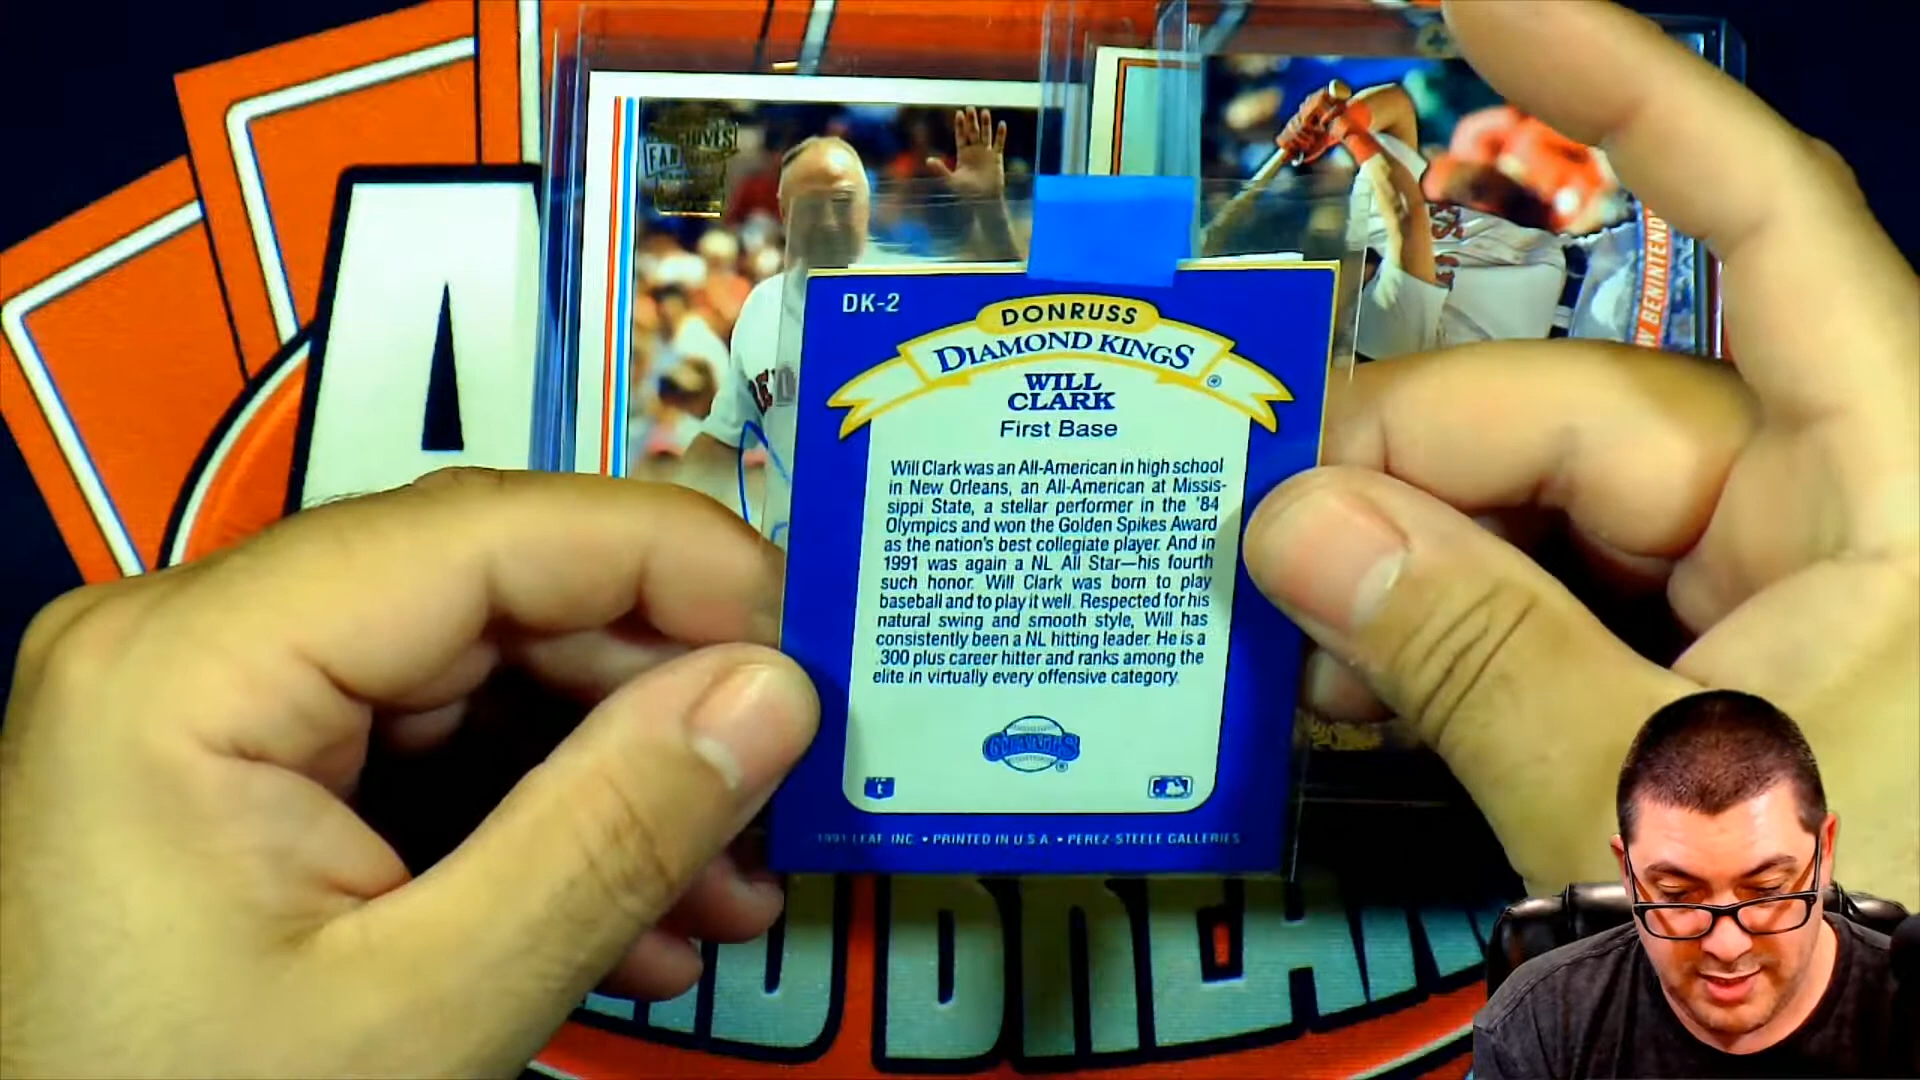 ARCHIVES
FAN
DK-2
DONRUSS
DIAMOND KINGS®
WILL
CLARK
First Base
Will Clark was an All-American in high school
in New Orleans, an All-American at Missis-
sippi State, a stellar performer in the '84
Olympics and won the Golden Spikes Award
as the nation's best collegiate player. And in
1991 was again a NL All Star—his fourth
such honor. Will Clark was born to play
baseball and to play it well. Respected for his
natural swing and smooth style, Will has
consistently been a NL hitting leader. He is a
.300 plus career hitter and ranks among the
elite in virtually every offensive category.
GIANTS
1991 LEAF, INC. • PRINTED IN U.S.A. • PEREZ-STEELE GALLERIES
BENINTENDI
A